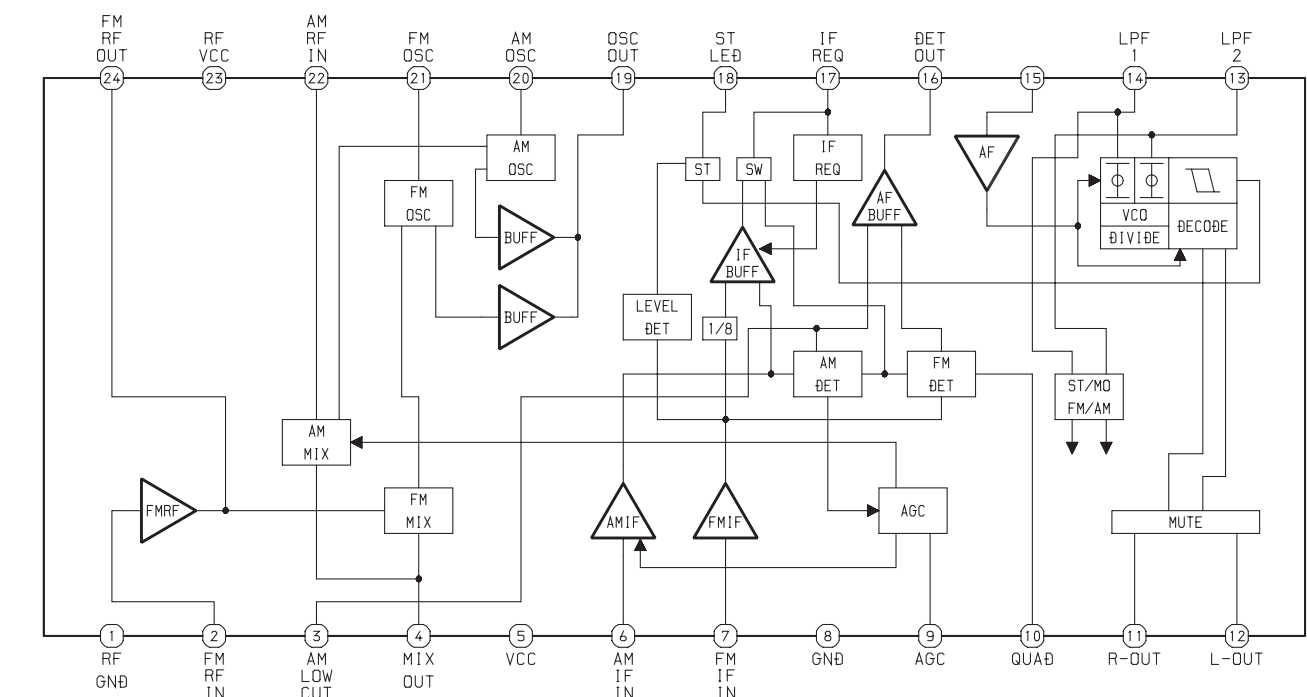 FM
RF
OUT
RF
VCC
AM
RF
IN
FM
OSC
AM
OSC
OSC
OUT
ST
LED
IF
REQ
DET
OUT
LPF
1
LPF
2
24
23
22
21
20
19
18
17
16
15
14
13
AM
OSC
FM
OSC
BUFF
BUFF
ST
SW
IF
REQ
AF
BUFF
AF
VCO
DIVIDE
DECODE
IF
BUFF
LEVEL
DET
1/8
AM
DET
FM
DET
ST/MO
FM/AM
AM
MIX
FM
MIX
FMRF
AMIF
FMIF
AGC
MUTE
1
2
3
4
5
6
7
8
9
10
11
12
RF
GND
FM
RF
IN
AM
LOW
CUT
MIX
OUT
VCC
AM
IF
IN
FM
IF
IN
GND
AGC
QUAD
R-OUT
L-OUT